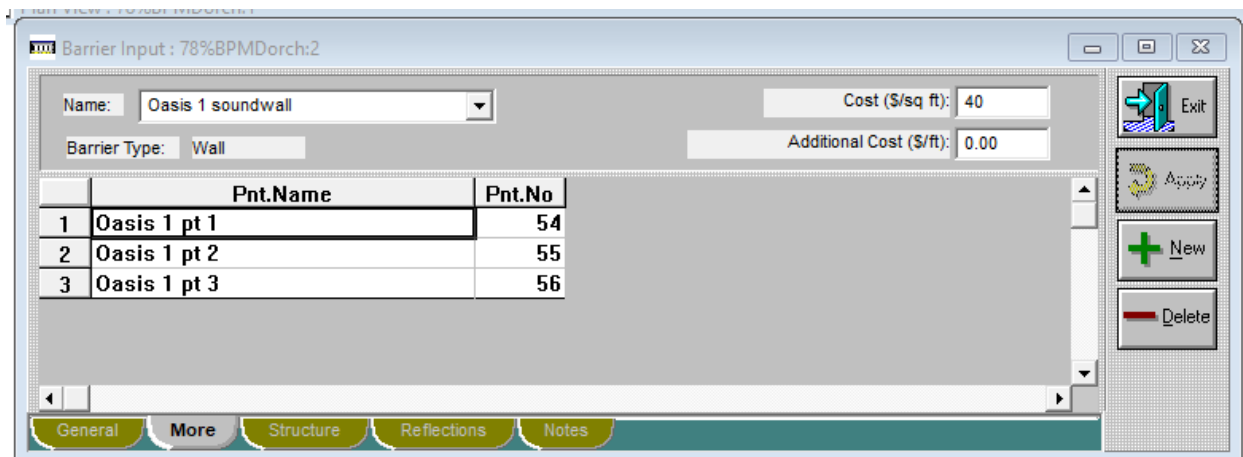 Barrier Input : 78%BPMDorch:2
Name: Oasis 1 soundwall Cost ($/sq ft): 40
Barrier Type: Wall Additional Cost ($/ft): 0.00
Exit
Apply
New
Delete
Pnt.Name Pnt.No
1 Oasis 1 pt 1 54
2 Oasis 1 pt 2 55
3 Oasis 1 pt 3 56
General More Structure Reflections Notes